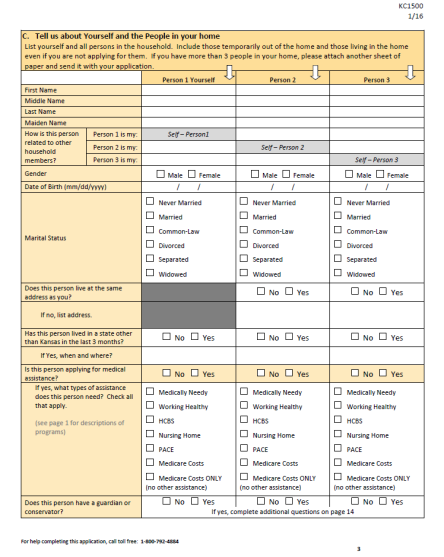 KC1500
1/16
C. Tell us about Yourself and the People in your home
List yourself and all persons in the household. Include those temporarily out of the home and those living in the home
even if you are not applying for them. If you have more than 3 people in your home, please attach another sheet of
paper and send it with your application.
Person 1 Yourself Person 2 Person 3
First Name
Middle Name
Last Name
Maiden Name
How is this person related to other household members?
Person 1 is my: Self – Person1
Person 2 is my: Self – Person 2
Person 3 is my: Self – Person 3
Gender Male Female Male Female Male Female
Date of Birth (mm/dd/yyyy) / / / / / /
Marital Status
Never Married Never Married Never Married
Married Married Married
Common-Law Common-Law Common-Law
Divorced Divorced Divorced
Separated Separated Separated
Widowed Widowed Widowed
Does this person live at the same
address as you? No Yes No Yes
If no, list address.
Has this person lived in a state other
than Kansas in the last 3 months? No Yes No Yes No Yes
If Yes, when and where?
Is this person applying for medical
assistance? No Yes No Yes No Yes
If yes, what types of assistance
does this person need? Check all
that apply.
(see page 1 for descriptions of
programs)
Medically Needy Medically Needy Medically Needy
Working Healthy Working Healthy Working Healthy
HCBS HCBS HCBS
Nursing Home Nursing Home Nursing Home
PACE PACE PACE
Medicare Costs Medicare Costs Medicare Costs
Medicare Costs ONLY Medicare Costs ONLY Medicare Costs ONLY
(no other assistance) (no other assistance) (no other assistance)
Does this person have a guardian or
conservator? No Yes No Yes No Yes
If yes, complete additional questions on page 14
For help completing this application, call toll free: 1-800-792-4884
3